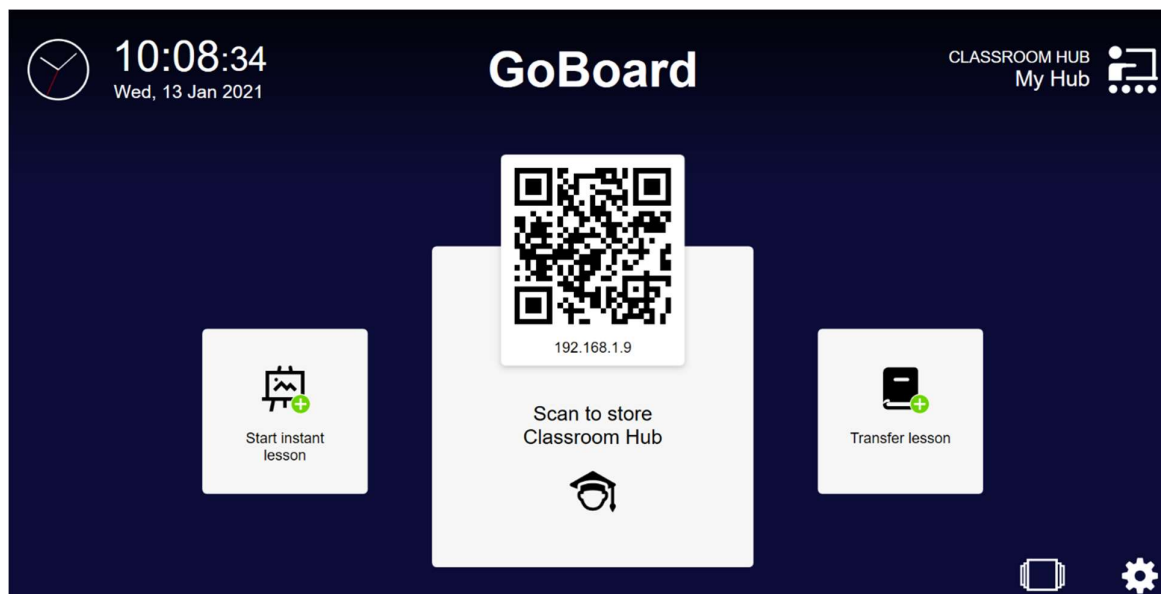 10:08:34
Wed, 13 Jan 2021
GoBoard
CLASSROOM HUB
My Hub
192.168.1.9
Scan to store
Classroom Hub
Start instant
lesson
Transfer lesson